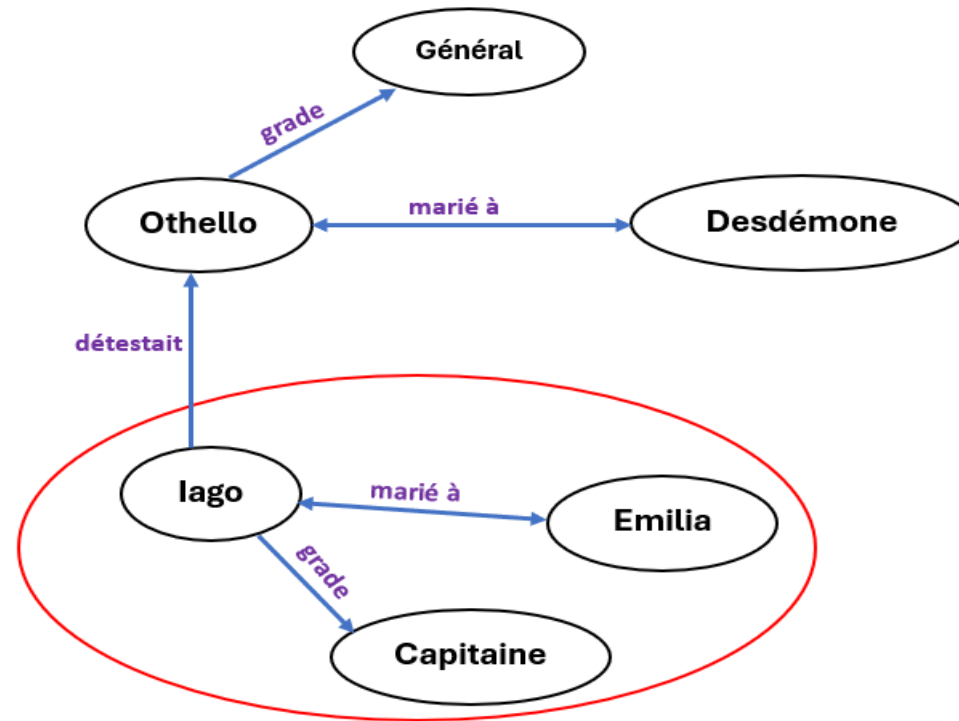 Général
grade
Othello
marié à
Desdémone
détestait
Iago
marié à
Emilia
grade
Capitaine